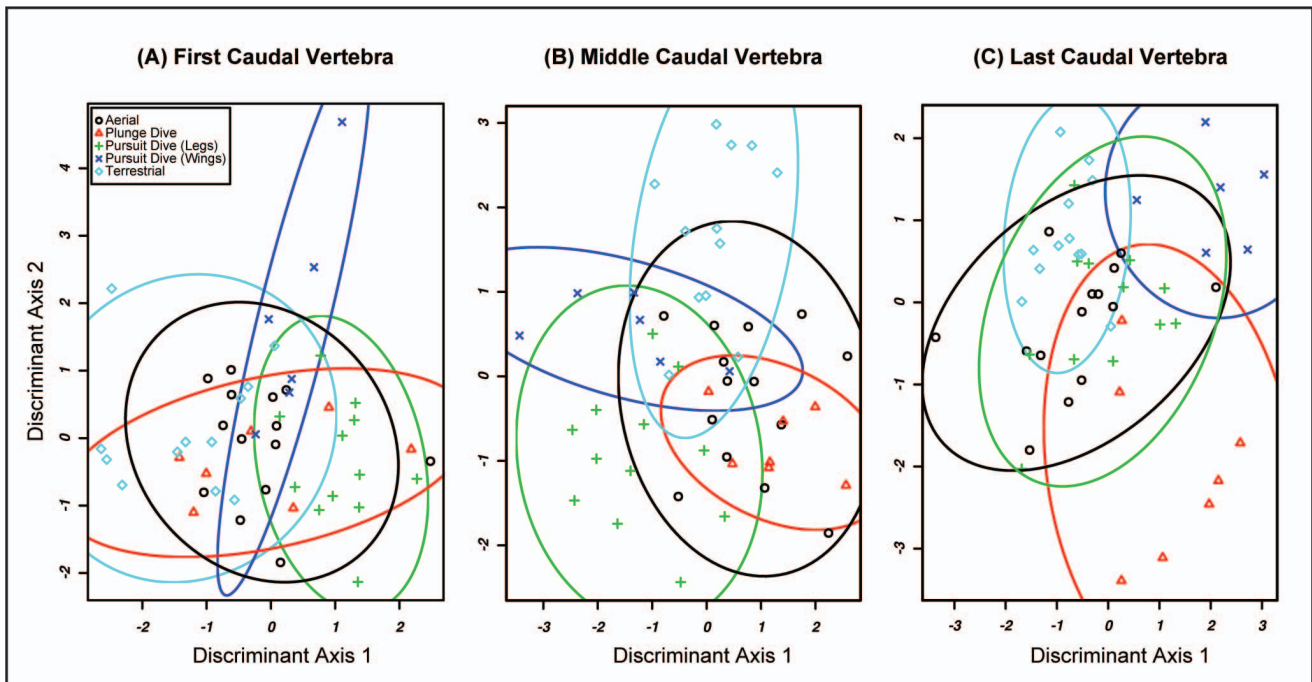 (A) First Caudal Vertebra
(B) Middle Caudal Vertebra
(C) Last Caudal Vertebra
Aerial
Plunge Dive
Pursuit Dive (Legs)
Pursuit Dive (Wings)
Terrestrial
Discriminant Axis 2
4
3
2
1
0
-1
-2
-2 -1 0 1 2
Discriminant Axis 1
3
2
1
0
-1
-2
-3 -2 -1 0 1 2
Discriminant Axis 1
2
1
0
-1
-2
-3
-3 -2 -1 0 1 2 3
Discriminant Axis 1